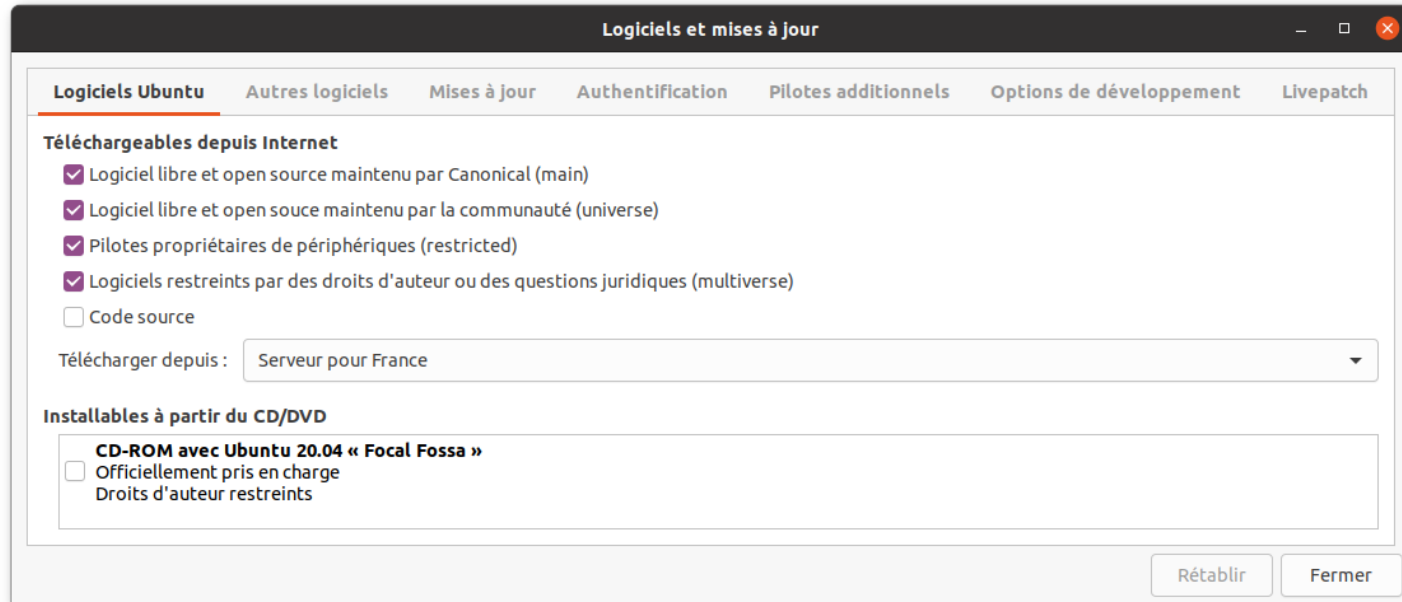 Logiciels et mises à jour
Logiciels Ubuntu Autres logiciels Mises à jour Authentification Pilotes additionnels Options de développement Livepatch
Téléchargeables depuis Internet
Logiciel libre et open source maintenu par Canonical (main)
Logiciel libre et open souce maintenu par la communauté (universe)
Pilotes propriétaires de périphériques (restricted)
Logiciels restreints par des droits d'auteur ou des questions juridiques (multiverse)
Code source
Télécharger depuis : Serveur pour France
Installables à partir du CD/DVD
CD-ROM avec Ubuntu 20.04 « Focal Fossa »
Officiellement pris en charge
Droits d'auteur restreints
Rétablir Fermer